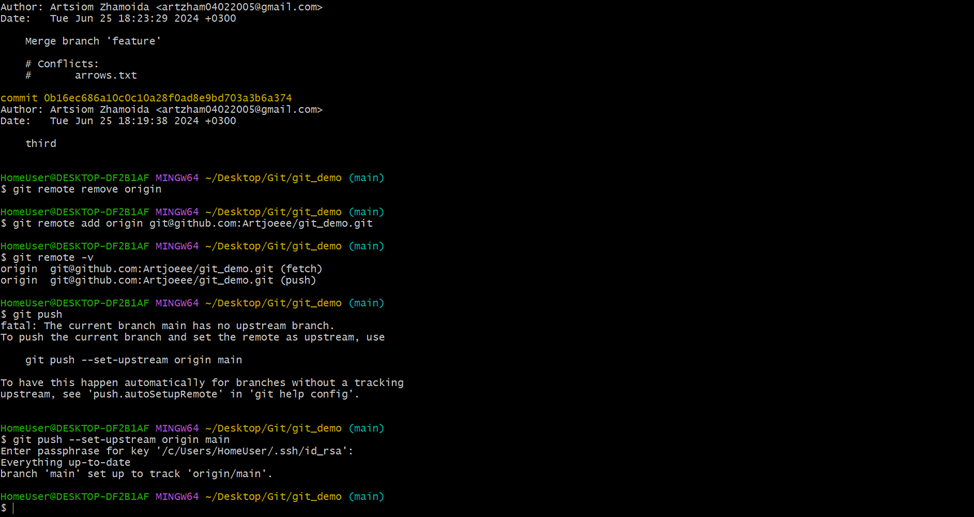 Author: Artsiom Zhamoida <artzham04022005@gmail.com>
Date:   Tue Jun 25 18:23:29 2024 +0300
    Merge branch 'feature'
    # Conflicts:
    #       arrows.txt
commit 0b16ec686a10c0c10a28f0ad8e9bd703a3b6a374
Author: Artsiom Zhamoida <artzham04022005@gmail.com>
Date:   Tue Jun 25 18:19:38 2024 +0300
    third
HomeUser@DESKTOP-DF2B1AF MINGW64 ~/Desktop/Git/git_demo (main)
$ git remote remove origin
HomeUser@DESKTOP-DF2B1AF MINGW64 ~/Desktop/Git/git_demo (main)
$ git remote add origin git@github.com:Artjoeee/git_demo.git
HomeUser@DESKTOP-DF2B1AF MINGW64 ~/Desktop/Git/git_demo (main)
$ git remote -v
origin  git@github.com:Artjoeee/git_demo.git (fetch)
origin  git@github.com:Artjoeee/git_demo.git (push)
HomeUser@DESKTOP-DF2B1AF MINGW64 ~/Desktop/Git/git_demo (main)
$ git push
fatal: The current branch main has no upstream branch.
To push the current branch and set the remote as upstream, use
    git push --set-upstream origin main
To have this happen automatically for branches without a tracking
upstream, see 'push.autoSetupRemote' in 'git help config'.
HomeUser@DESKTOP-DF2B1AF MINGW64 ~/Desktop/Git/git_demo (main)
$ git push --set-upstream origin main
Enter passphrase for key '/c/Users/HomeUser/.ssh/id_rsa':
Everything up-to-date
branch 'main' set up to track 'origin/main'.
HomeUser@DESKTOP-DF2B1AF MINGW64 ~/Desktop/Git/git_demo (main)
$